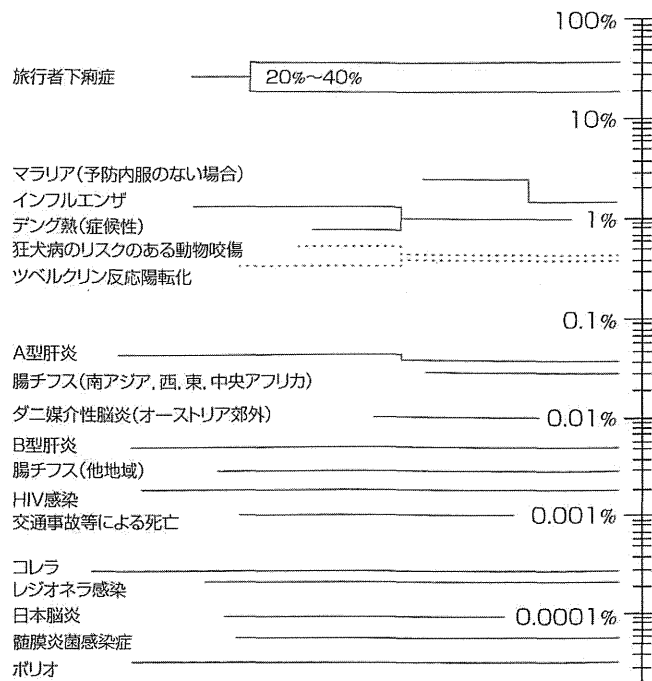 100%
旅行者下痢症
20%～40%
10%
マラリア(予防内服のない場合)
インフルエンザ
デング熱(症候性)
1%
狂犬病のリスクのある動物咬傷
ツベルクリン反応陽転化
0.1%
A型肝炎
腸チフス(南アジア,西,東,中央アフリカ)
ダニ媒介性脳炎(オーストリア郊外)
0.01%
B型肝炎
腸チフス(他地域)
HIV感染
交通事故等による死亡
0.001%
コレラ
レジオネラ感染
日本脳炎
0.0001%
髄膜炎菌感染症
ポリオ